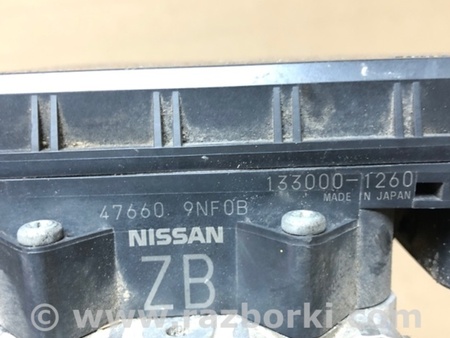 133000-1260
MADE IN JAPAN
47660 9NF0B
NISSAN
ZB
© www.razborki.com